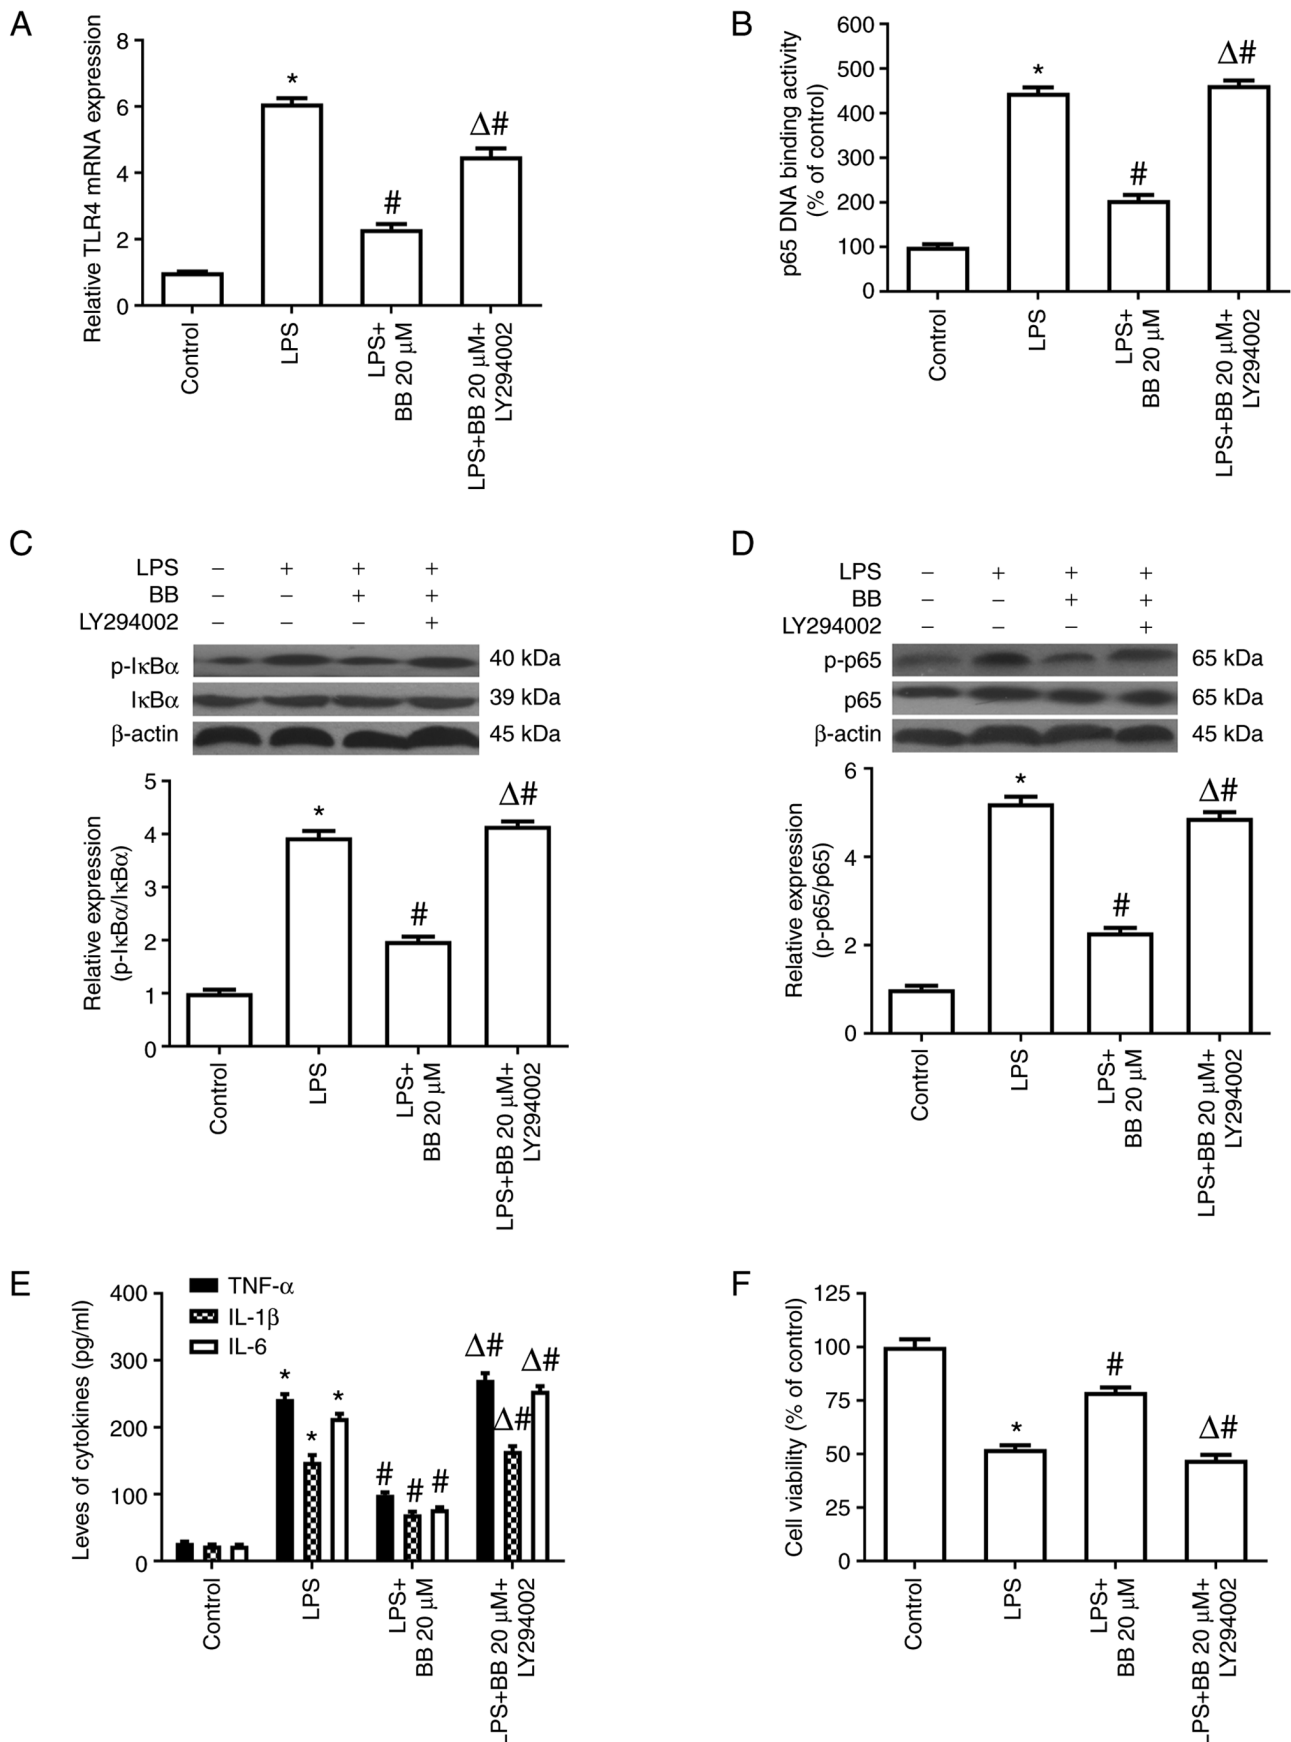 A
Relative TLR4 mRNA expression
8
6
4
2
0
*
#
Δ#
Control
LPS
LPS+
BB 20 µM
LPS+BB 20 µM+
LY294002
B
p65 DNA binding activity
(% of control)
600
500
400
300
200
100
0
*
#
Δ#
Control
LPS
LPS+
BB 20 µM
LPS+BB 20 µM+
LY294002
C
LPS – + + +
BB – – + +
LY294002 – – – +
p-IκBα 40 kDa
IκBα 39 kDa
β-actin 45 kDa
Relative expression
(p-IκBα/IκBα)
5
4
3
2
1
0
*
#
Δ#
Control
LPS
LPS+
BB 20 µM
LPS+BB 20 µM+
LY294002
D
LPS – + + +
BB – – + +
LY294002 – – – +
p-p65 65 kDa
p65 65 kDa
β-actin 45 kDa
Relative expression
(p-p65/p65)
6
4
2
0
*
#
Δ#
Control
LPS
LPS+
BB 20 µM
LPS+BB 20 µM+
LY294002
E
Leves of cytokines (pg/ml)
400
300
200
100
0
TNF-α
IL-1β
IL-6
*
*
*
#
#
#
Δ#
Δ#
Δ#
Control
LPS
LPS+
BB 20 µM
LPS+BB 20 µM+
LY294002
F
Cell viability (% of control)
125
100
75
50
25
0
*
#
Δ#
Control
LPS
LPS+
BB 20 µM
LPS+BB 20 µM+
LY294002